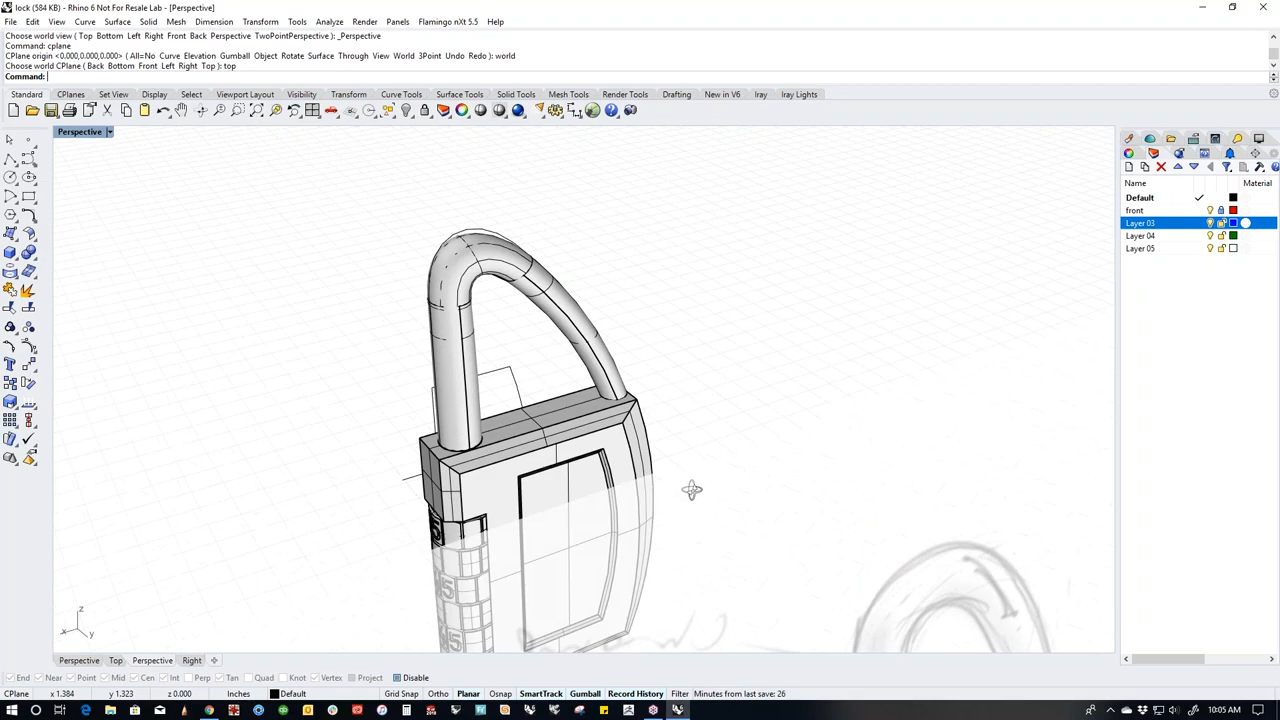 lock (584 KB) - Rhino 6 Not For Resale Lab - [Perspective]
File Edit View Curve Surface Solid Mesh Dimension Transform Tools Analyze Render Panels Flamingo nXt 5.5 Help
Choose world view ( Top Bottom Left Right Front Back Perspective TwoPointPerspective ): _Perspective
Command: cplane
CPlane origin <0.000,0.000,0.000> ( All=No Curve Elevation Gumball Object Rotate Surface Through View World 3Point Undo Redo ): world
Choose world CPlane ( Back Bottom Front Left Right Top ): top
Command:
Standard CPlanes Set View Display Select Viewport Layout Visibility Transform Curve Tools Surface Tools Solid Tools Mesh Tools Render Tools Drafting New in V6 Iray Iray Lights
Perspective
Name Material
Default
front
Layer 03
Layer 04
Layer 05
5
5
5
z
x y
Perspective Top Perspective Right
End Near Point Mid Cen Int Perp Tan Quad Knot Vertex Project Disable
CPlane x 1.384 y 1.323 z 0.000 Inches Default Grid Snap Ortho Planar Osnap SmartTrack Gumball Record History Filter Minutes from last save: 26
10:05 AM